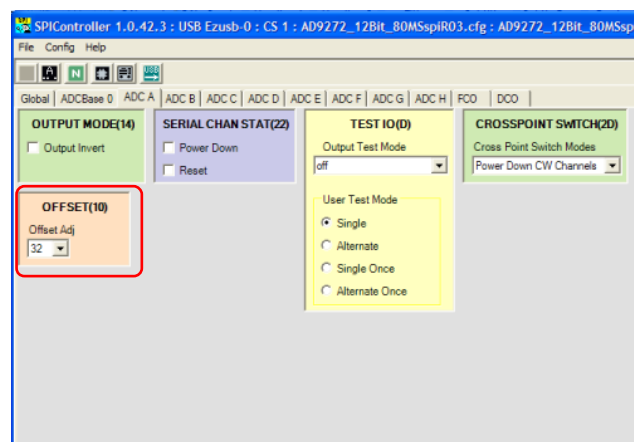 SPIController 1.0.42.3 : USB Ezusb-0 : CS 1 : AD9272_12Bit_80MSspiR03.cfg : AD9272_12Bit_80MSsp
File Config Help
Global ADCBase 0 ADC A ADC B ADC C ADC D ADC E ADC F ADC G ADC H FCO DCO
OUTPUT MODE(14)
Output Invert
SERIAL CHAN STAT(22)
Power Down
Reset
TEST IO(D)
Output Test Mode
off
User Test Mode
Single
Alternate
Single Once
Alternate Once
CROSSPOINT SWITCH(2D)
Cross Point Switch Modes
Power Down CW Channels
OFFSET(10)
Offset Adj
32